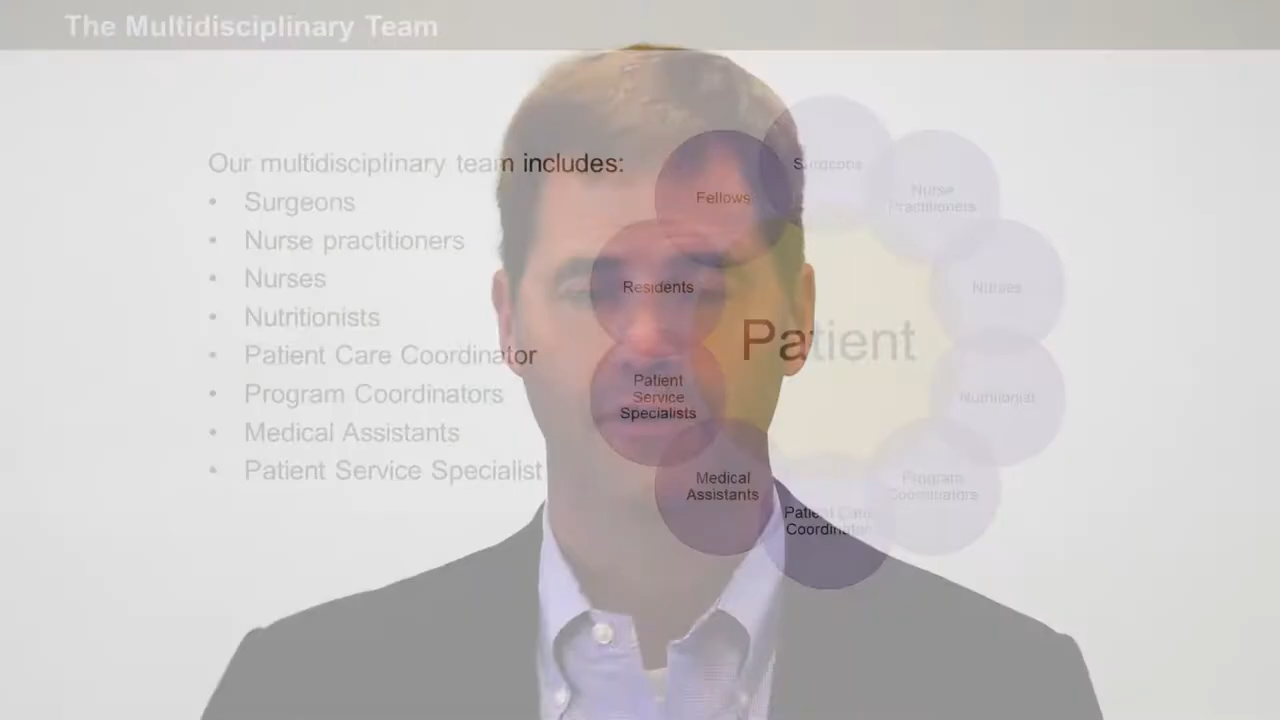 The Multidisciplinary Team
Our multidisciplinary team includes:
• Surgeons
• Nurse practitioners
• Nurses
• Nutritionists
• Patient Care Coordinator
• Program Coordinators
• Medical Assistants
• Patient Service Specialist
Patient
Surgeons
Nurse
Practitioners
Nurses
Nutritionist
Program
Coordinators
Patient Care
Coordinator
Medical
Assistants
Patient
Service
Specialists
Residents
Fellows